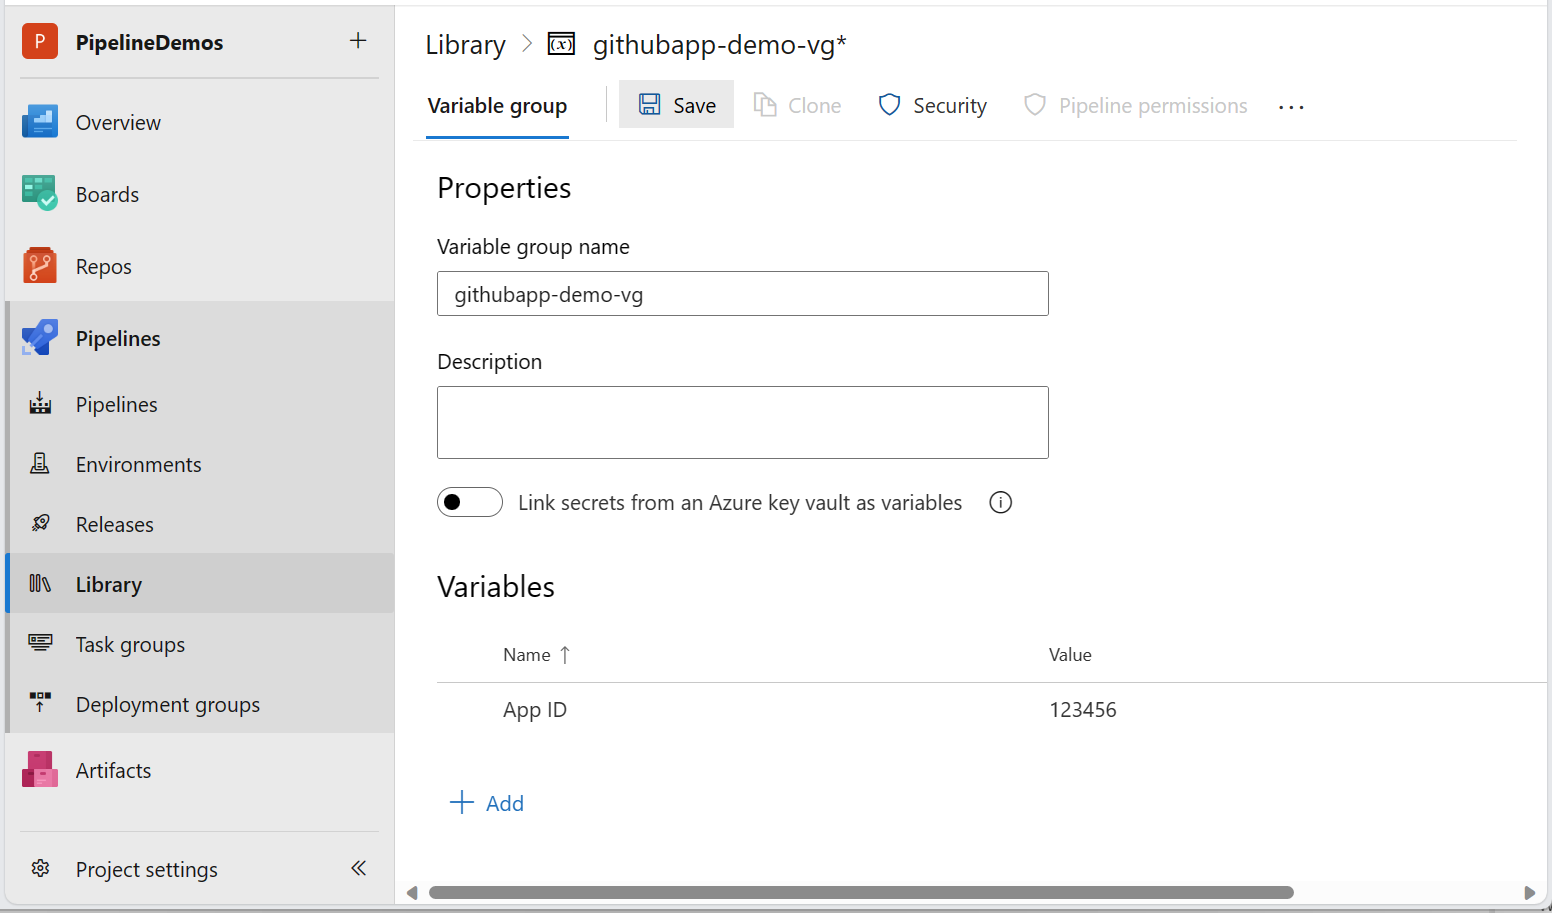 P PipelineDemos
Overview
Boards
Repos
Pipelines
Pipelines
Environments
Releases
Library
Task groups
Deployment groups
Artifacts
Project settings
Library > (x) githubapp-demo-vg*
Variable group Save Clone Security Pipeline permissions ...
Properties
Variable group name
githubapp-demo-vg
Description
Link secrets from an Azure key vault as variables
Variables
Name ↑ Value
App ID 123456
+ Add